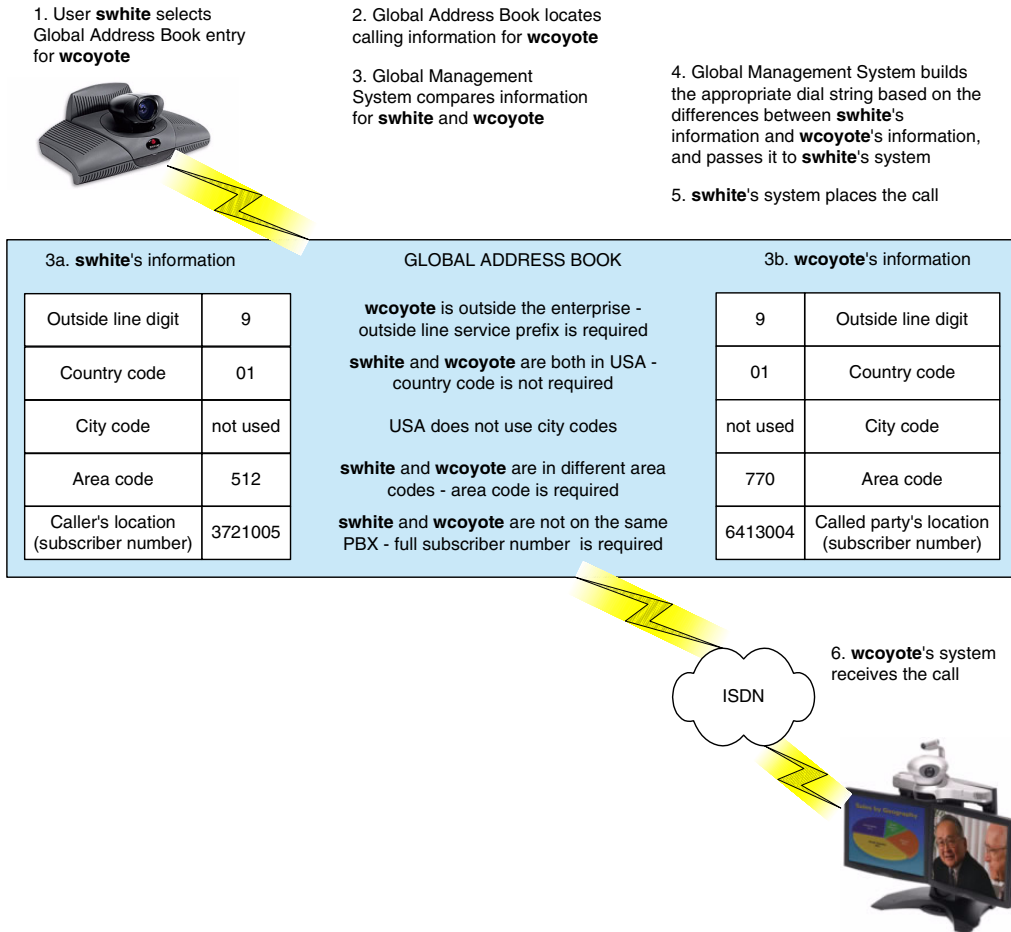 1. User swhite selects
Global Address Book entry
for wcoyote
2. Global Address Book locates
calling information for wcoyote
3. Global Management
System compares information
for swhite and wcoyote
4. Global Management System builds
the appropriate dial string based on the
differences between swhite's
information and wcoyote's information,
and passes it to swhite's system
5. swhite's system places the call
3a. swhite's information
GLOBAL ADDRESS BOOK
3b. wcoyote's information
Outside line digit 9
wcoyote is outside the enterprise -
outside line service prefix is required
9 Outside line digit
Country code 01
swhite and wcoyote are both in USA -
country code is not required
01 Country code
City code not used
USA does not use city codes
not used City code
Area code 512
swhite and wcoyote are in different area
codes - area code is required
770 Area code
Caller's location
(subscriber number) 3721005
swhite and wcoyote are not on the same
PBX - full subscriber number is required
6413004 Called party's location
(subscriber number)
ISDN
6. wcoyote's system
receives the call
Sales by Geography